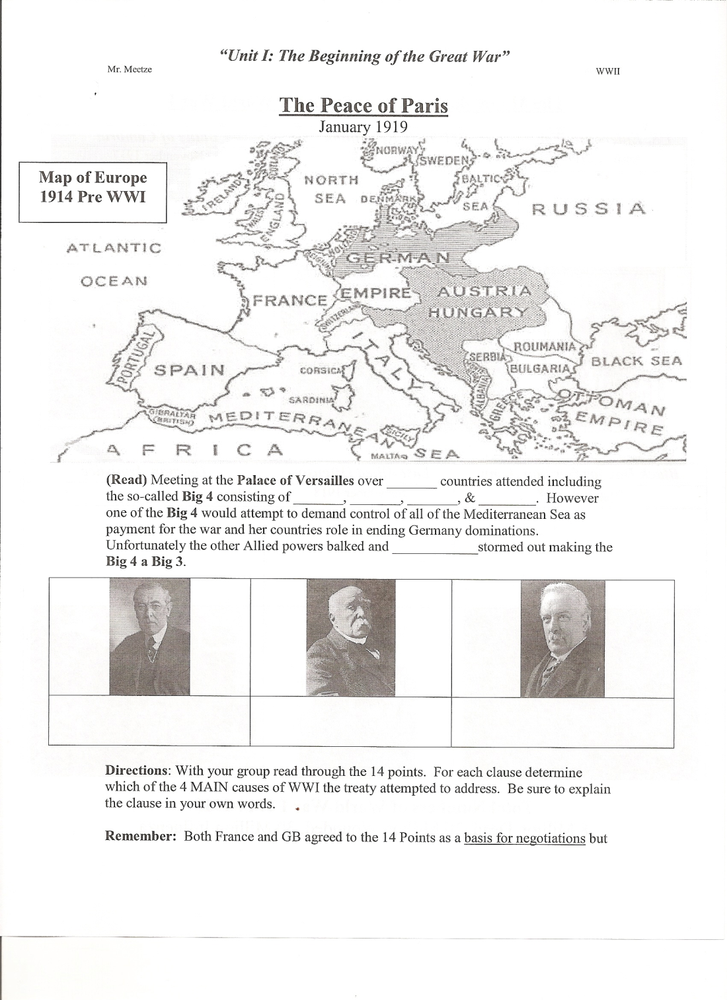 “Unit I: The Beginning of the Great War”
Mr. Meetze
WWII
The Peace of Paris
January 1919
Map of Europe
1914 Pre WWI
NORWAY
SWEDEN
SCOTLAND
NORTH
SEA
BALTIC
SEA
IRELAND
DENMARK
RUSSIA
WALES
ENGLAND
ATLANTIC
OCEAN
HOLLAND
BELGIUM
GERMAN
EMPIRE
FRANCE
AUSTRIA
HUNGARY
SWITZERLAND
ITALY
PORTUGAL
SPAIN
ROUMANIA
SERBIA
BULGARIA
BLACK SEA
CORSICA
SARDINIA
ALBANIA
GREECE
OTTOMAN
EMPIRE
GIBRALTAR
(BRITISH)
MEDITERRANEAN SEA
SICILY
AFRICA
MALTA
(Read) Meeting at the Palace of Versailles over _______ countries attended including
the so-called Big 4 consisting of _______, _______, _______, & ________. However
one of the Big 4 would attempt to demand control of all of the Mediterranean Sea as
payment for the war and her countries role in ending Germany dominations.
Unfortunately the other Allied powers balked and ____________stormed out making the
Big 4 a Big 3.
Directions: With your group read through the 14 points. For each clause determine
which of the 4 MAIN causes of WWI the treaty attempted to address. Be sure to explain
the clause in your own words.
Remember: Both France and GB agreed to the 14 Points as a basis for negotiations but